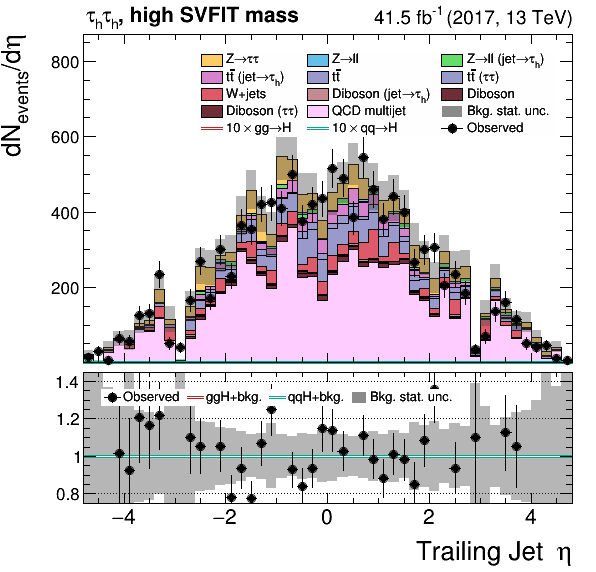 τhτh, high SVFIT mass 41.5 fb-1 (2017, 13 TeV)
dNevents/dη
Z→ττ Z→ll Z→ll (jet→τh)
tt̄ (jet→τh) tt̄ tt̄ (ττ)
W+jets Diboson (jet→τh) Diboson
Diboson (ττ) QCD multijet Bkg. stat. unc.
10 × gg→H 10 × qq→H Observed
800
600
400
200
1.4
Observed ggH+bkg. qqH+bkg. Bkg. stat. unc.
1.2
1
0.8
−4 −2 0 2 4
Trailing Jet η